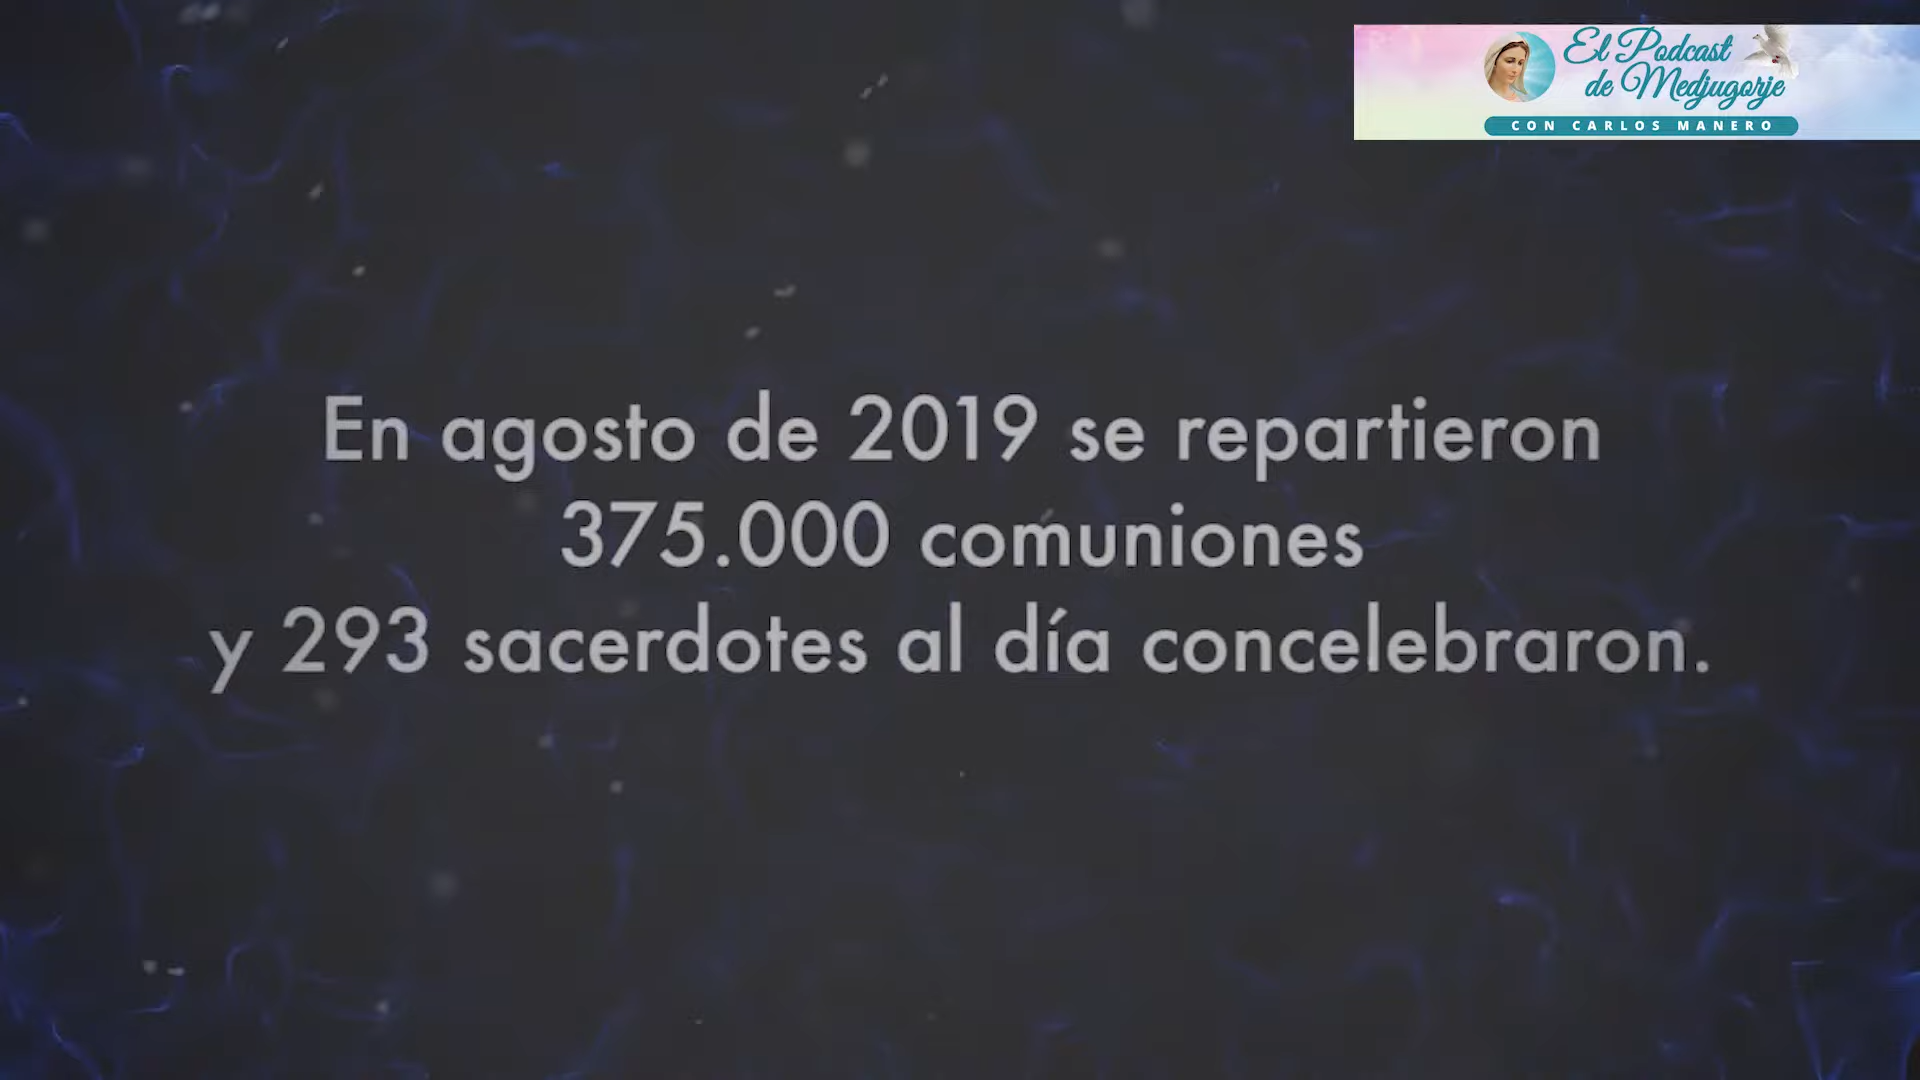 El Podcast
de Medjugorje
CON CARLOS MANERO
En agosto de 2019 se repartieron
375.000 comuniones
y 293 sacerdotes al día concelebraron.